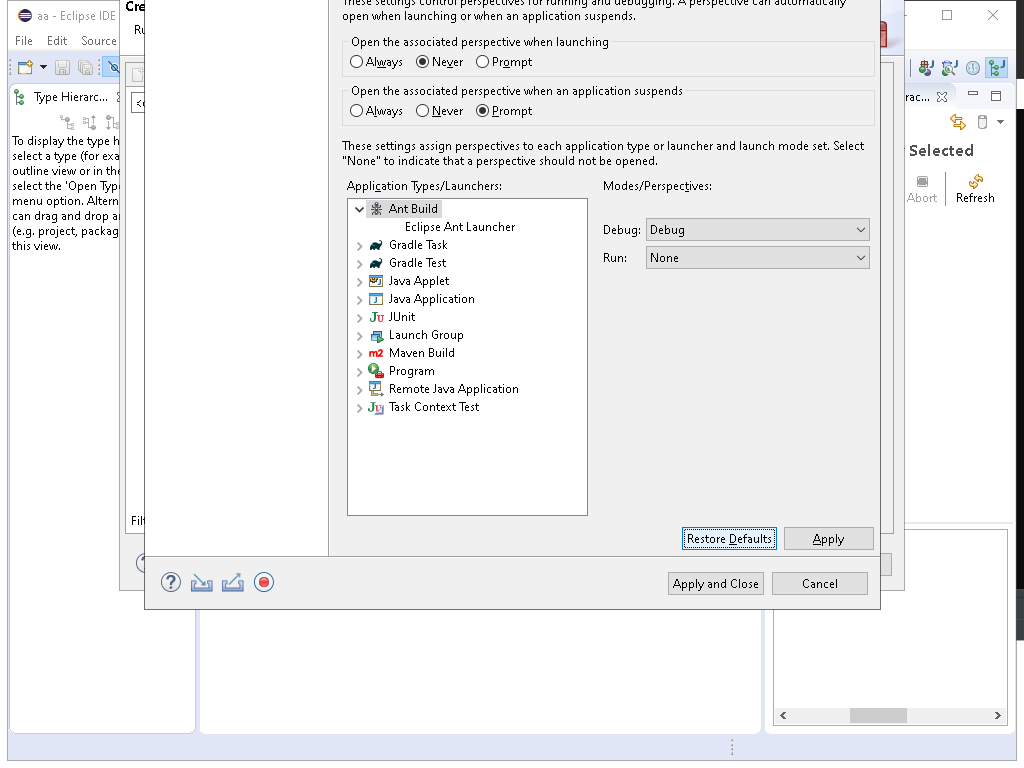 aa - Eclipse IDE
Cre
File Edit Source
Ru
Type Hierarc...
To display the type h
select a type (for exa
outline view or in the
select the 'Open Type
menu option. Altern
can drag and drop a
(e.g. project, packag
this view.
Filt
These settings control perspectives for running and debugging. A perspective can automatically
open when launching or when an application suspends.
Open the associated perspective when launching
Always Never Prompt
Open the associated perspective when an application suspends
Always Never Prompt
These settings assign perspectives to each application type or launcher and launch mode set. Select
"None" to indicate that a perspective should not be opened.
Application Types/Launchers:
Ant Build
Eclipse Ant Launcher
Gradle Task
Gradle Test
Java Applet
Java Application
JUnit
Launch Group
Maven Build
Program
Remote Java Application
Task Context Test
Modes/Perspectives:
Debug: Debug
Run: None
Restore Defaults Apply
Apply and Close Cancel
rac...
Selected
Abort Refresh